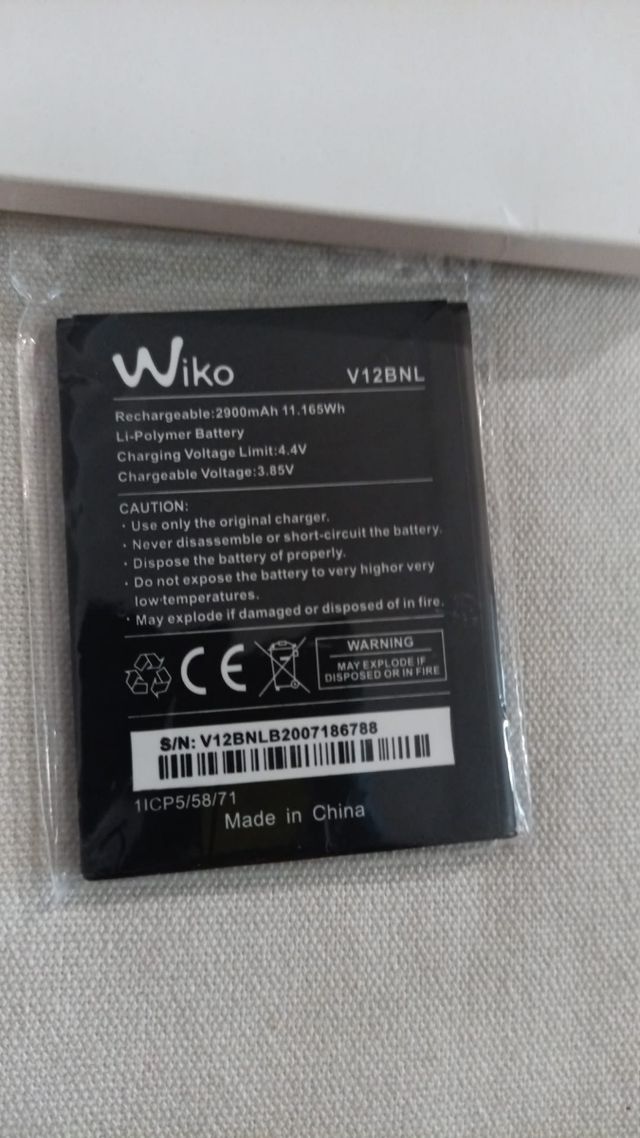 Wiko
V12BNL
Rechargeable:2900mAh 11.165Wh
Li-Polymer Battery
Charging Voltage Limit:4.4V
Chargeable Voltage:3.85V
CAUTION:
· Use only the original charger.
· Never disassemble or short-circuit the battery.
· Dispose the battery of properly.
· Do not expose the battery to very highor very
low-temperatures.
· May explode if damaged or disposed of in fire.
CE
WARNING
MAY EXPLODE IF
DISPOSED OR IN FIRE
S/N: V12BNLB2007186788
1ICP5/58/71
Made in China